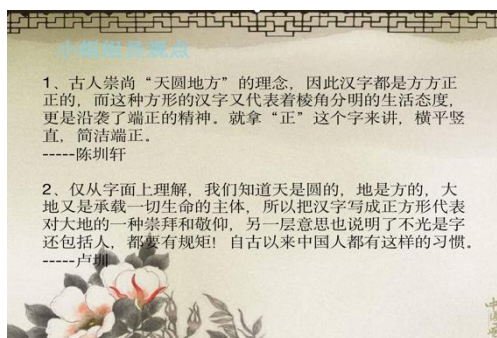 小组组员观点
1、古人崇尚“天圆地方”的理念，因此汉字都是方方正
正的，而这种方形的汉字又代表着棱角分明的生活态度，
更是沿袭了端正的精神。就拿“正”这个字来讲，横平竖
直，简洁端正。
-----陈圳轩
2、仅从字面上理解，我们知道天是圆的，地是方的，大
地又是承载一切生命的主体，所以把汉字写成正方形代表
对大地的一种崇拜和敬仰，另一层意思也说明了不光是字
还包括人，都要有规矩！自古以来中国人都有这样的习惯。
-----卢圳